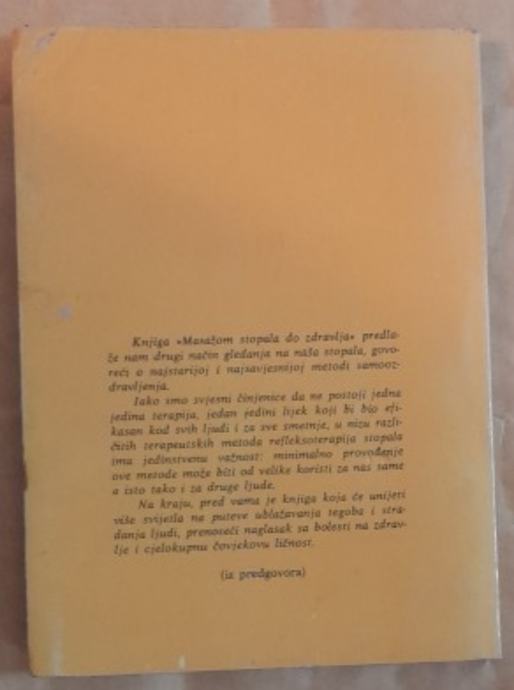 Knjiga »Masažom stopala do zdravlja« predla-
že nam drugi način gledanja na naša stopala, govo-
reći o najstarijoj i najsavjesnijoj metodi samooz-
dravljenja.
Iako smo svjesni činjenice da ne postoji jedna
jedina terapija, jedan jedini lijek koji bi bio efi-
kasan kod svih ljudi i za sve smetnje, u nizu razli-
čitih terapeutskih metoda refleksoterapija stopala
ima jedinstvenu važnost: minimalno provođenje
ove metode može biti od velike koristi za nas same
a isto tako i za druge ljude.
Na kraju, pred vama je knjiga koja će unijeti
više svijetla na puteve ublažavanja tegoba i stra-
danja ljudi, prenoseći naglasak sa bolesti na zdrav-
lje i cjelokupnu čovjekovu ličnost.
(iz predgovora)